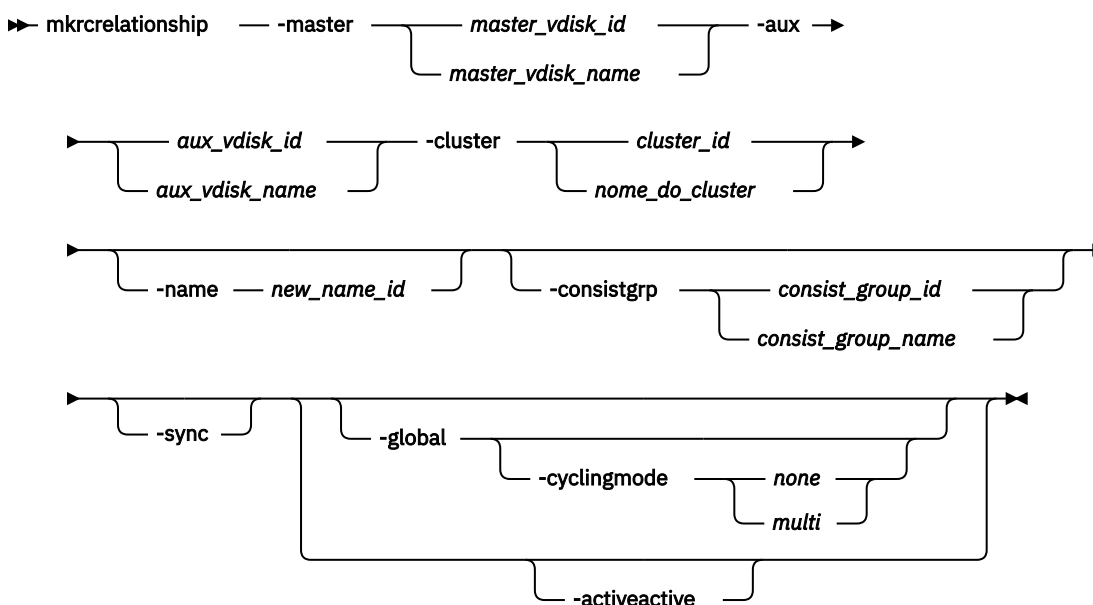 mkrcrelationship -master master_vdisk_id -aux
master_vdisk_name
aux_vdisk_id -cluster cluster_id
aux_vdisk_name nome_do_cluster
-name new_name_id -consistgrp consist_group_id
consist_group_name
-sync -global
-cyclingmode none
multi
-activeactive